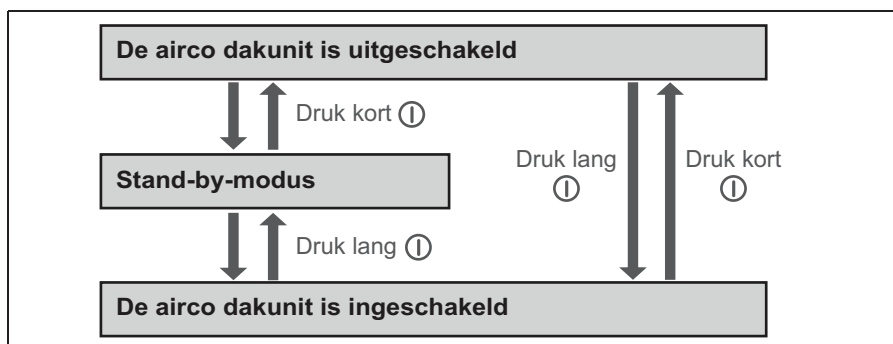 De airco dakunit is uitgeschakeld
Druk kort
Druk lang
Druk kort
Stand-by-modus
Druk lang
De airco dakunit is ingeschakeld